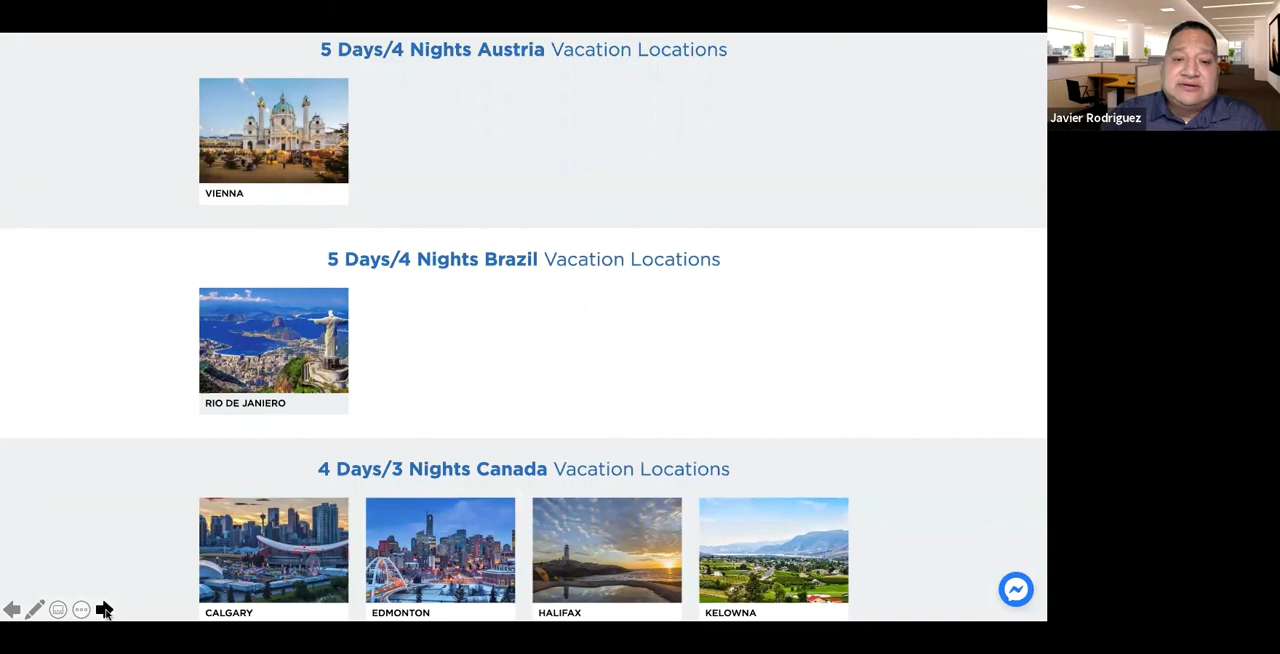 5 Days/4 Nights Austria Vacation Locations
Javier Rodriguez
VIENNA
5 Days/4 Nights Brazil Vacation Locations
RIO DE JANIERO
4 Days/3 Nights Canada Vacation Locations
CALGARY
EDMONTON
HALIFAX
KELOWNA